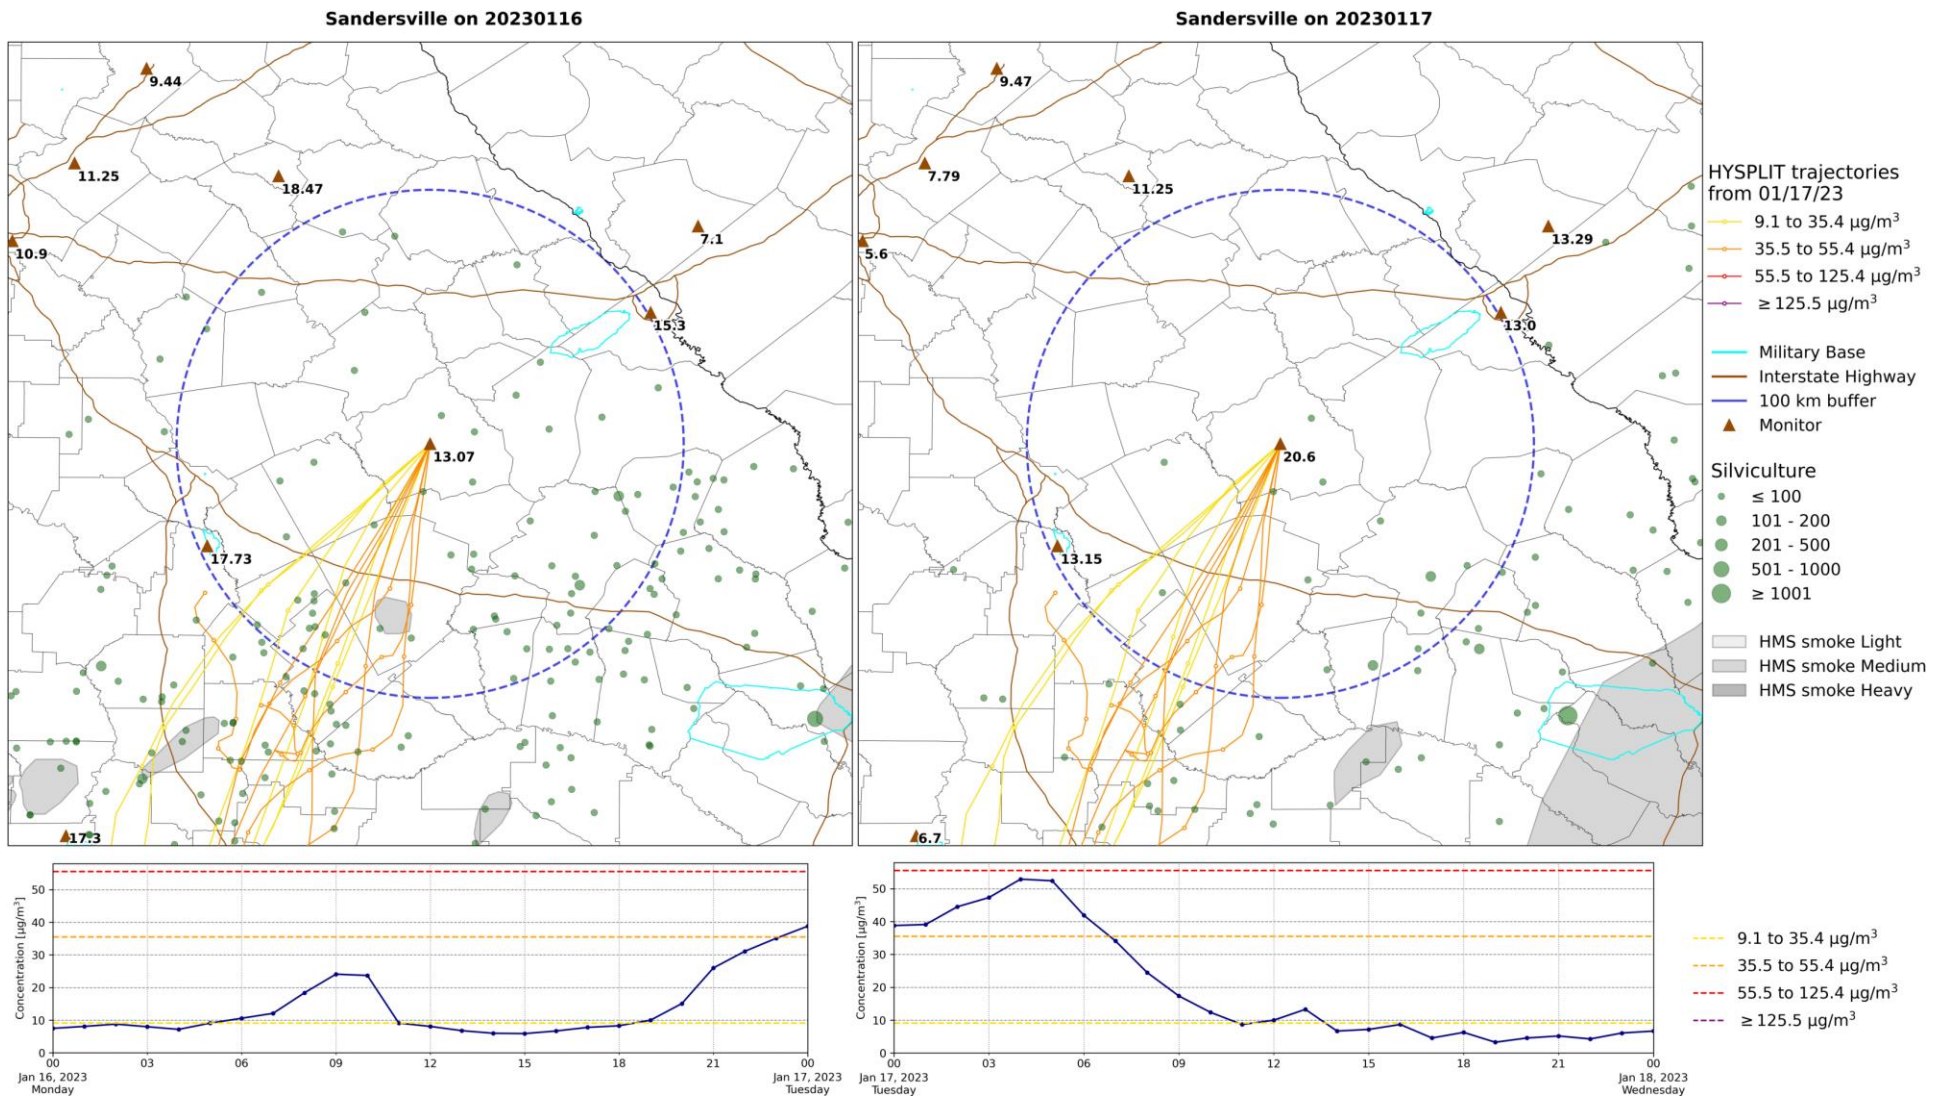 Sandersville on 20230116
9.44
11.25
18.47
10.9
7.1
15.3
13.07
17.73
17.3
Sandersville on 20230117
9.47
7.79
11.25
5.6
13.29
13.0
20.6
13.15
6.7
HYSPLIT trajectories
from 01/17/23
9.1 to 35.4 µg/m³
35.5 to 55.4 µg/m³
55.5 to 125.4 µg/m³
≥ 125.5 µg/m³
Military Base
Interstate Highway
100 km buffer
Monitor
Silviculture
≤ 100
101 - 200
201 - 500
501 - 1000
≥ 1001
HMS smoke Light
HMS smoke Medium
HMS smoke Heavy
Concentration [µg/m³]
50
40
30
20
10
0
00 03 06 09 12 15 18 21 00
Jan 16, 2023
Monday
Jan 17, 2023
Tuesday
Concentration [µg/m³]
50
40
30
20
10
0
00 03 06 09 12 15 18 21 00
Jan 17, 2023
Tuesday
Jan 18, 2023
Wednesday
9.1 to 35.4 µg/m³
35.5 to 55.4 µg/m³
55.5 to 125.4 µg/m³
≥ 125.5 µg/m³